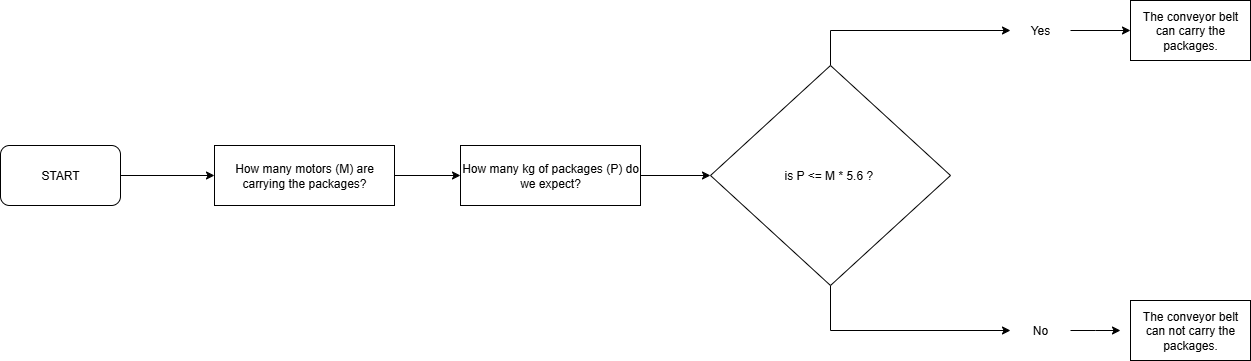 START
How many motors (M) are
carrying the packages?
How many kg of packages (P) do
we expect?
is P <= M * 5.6 ?
Yes
The conveyor belt
can carry the
packages.
No
The conveyor belt
can not carry the
packages.